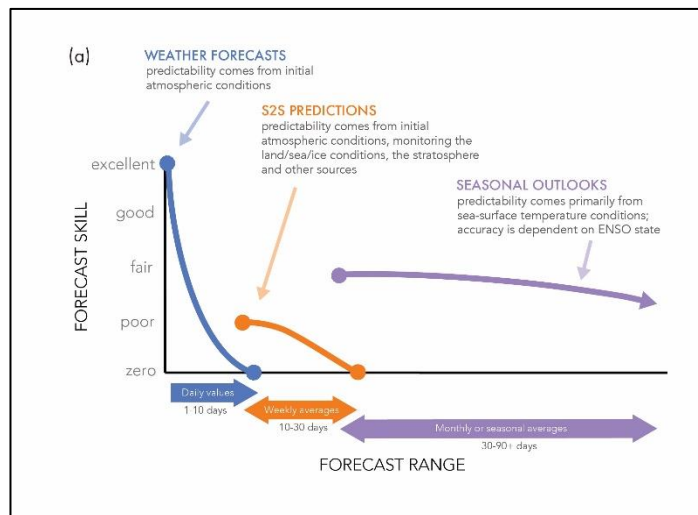 (a)
WEATHER FORECASTS
predictability comes from initial
atmospheric conditions
S2S PREDICTIONS
predictability comes from initial
atmospheric conditions, monitoring the
land/sea/ice conditions, the stratosphere
and other sources
SEASONAL OUTLOOKS
predictability comes primarily from
sea-surface temperature conditions;
accuracy is dependent on ENSO state
FORECAST SKILL
excellent
good
fair
poor
zero
Daily values
1-10 days
Weekly averages
10-30 days
Monthly or seasonal averages
30-90+ days
FORECAST RANGE